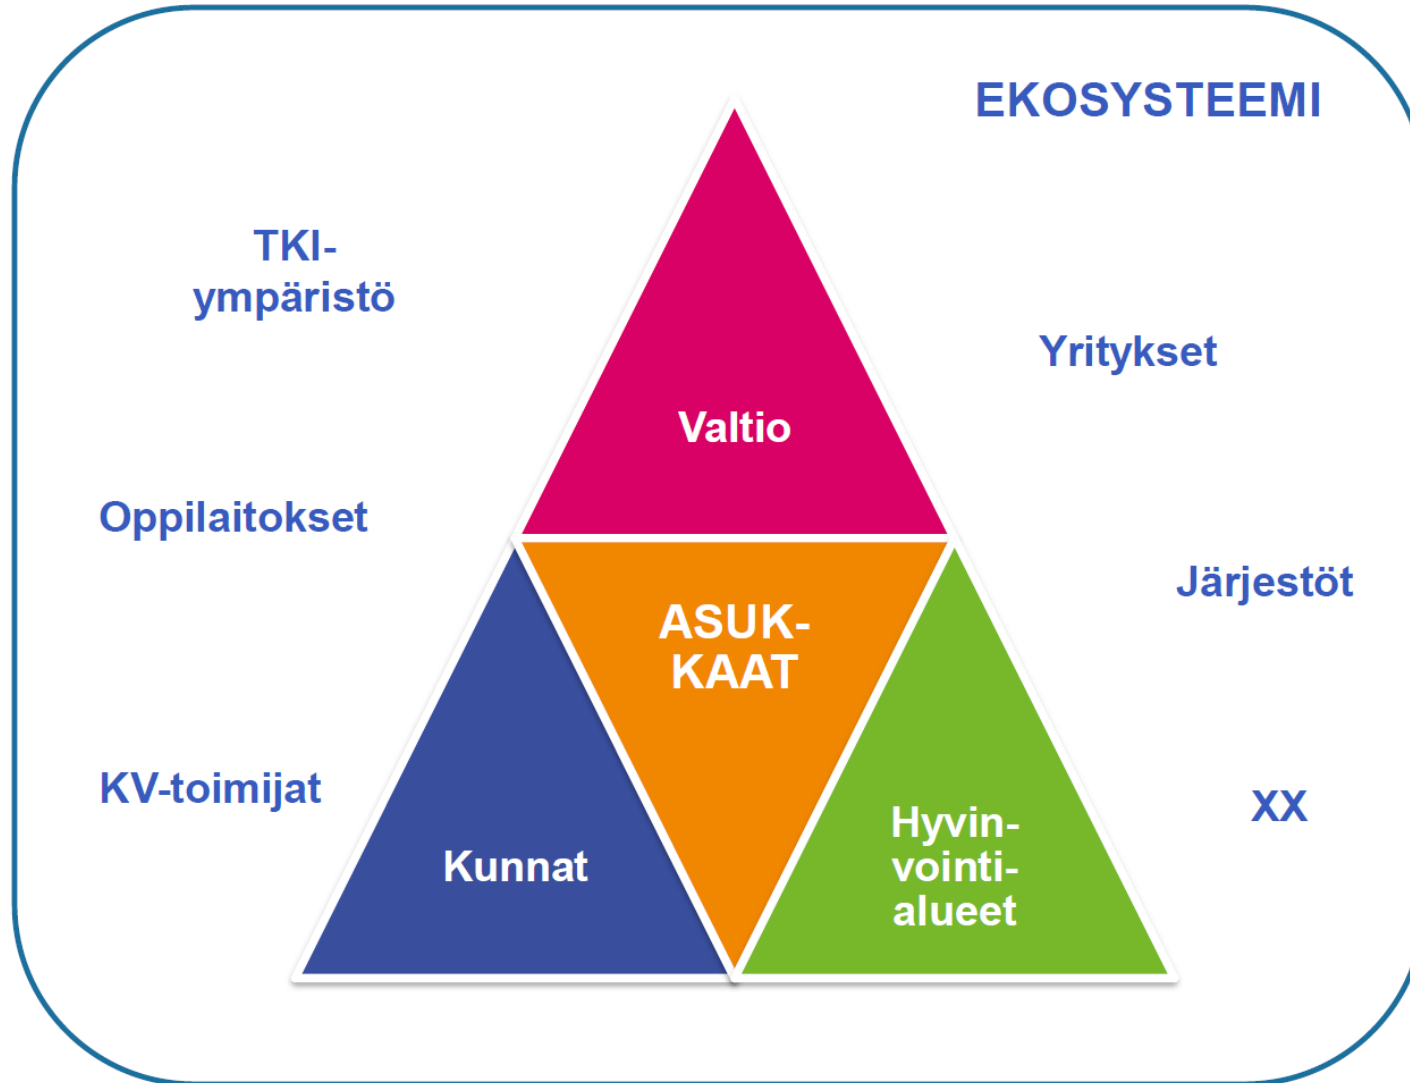 EKOSYSTEEMI
TKI-
ympäristö
Yritykset
Valtio
Oppilaitokset
Järjestöt
ASUK-
KAAT
KV-toimijat
XX
Kunnat
Hyvin-
vointi-
alueet